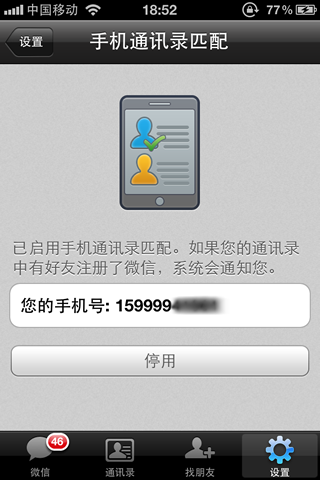 中国移动 18:52 77%
设置 手机通讯录匹配
已启用手机通讯录匹配。如果您的通讯录
中有好友注册了微信，系统会通知您。
您的手机号: 159999
停用
46
微信 通讯录 找朋友 设置